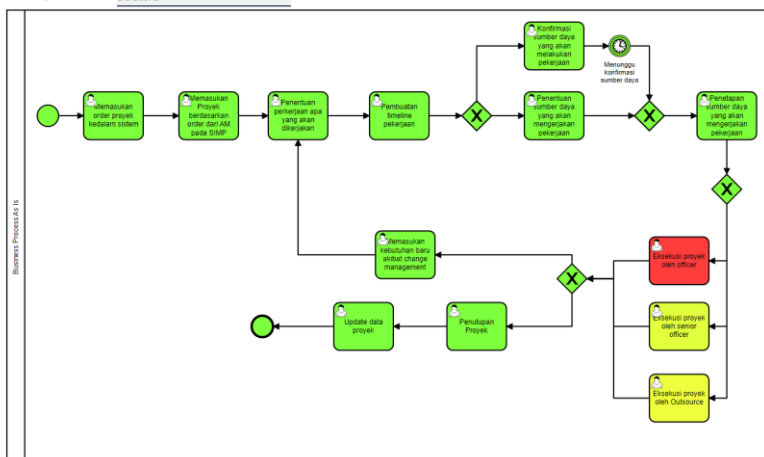 Durations
Business Process As Is
Memasukan
order proyek
kedalam sistem
Memasukan
Proyek
berdasarkan
order dari AM
pada SIMP
Penentuan
perkerjaan apa
yang akan
dikerjakan
Pembuatan
timeline
pekerjaan
X
Konfirmasi
sumber daya
yang akan
melakukan
pekerjaan
Menunggu
konfirmasi
sumber daya
Penentuan
sumber daya
yang akan
mengerjakan
pekerjaan
X
Penetapan
sumber daya
yang akan
mengerjakan
pekerjaan
X
Memasukan
kebutuhan baru
akibat change
management
X
Eksekusi proyek
oleh officer
Eksekusi proyek
oleh senior
officer
Eksekusi proyek
oleh Outsource
Penutupan
Proyek
Update data
proyek